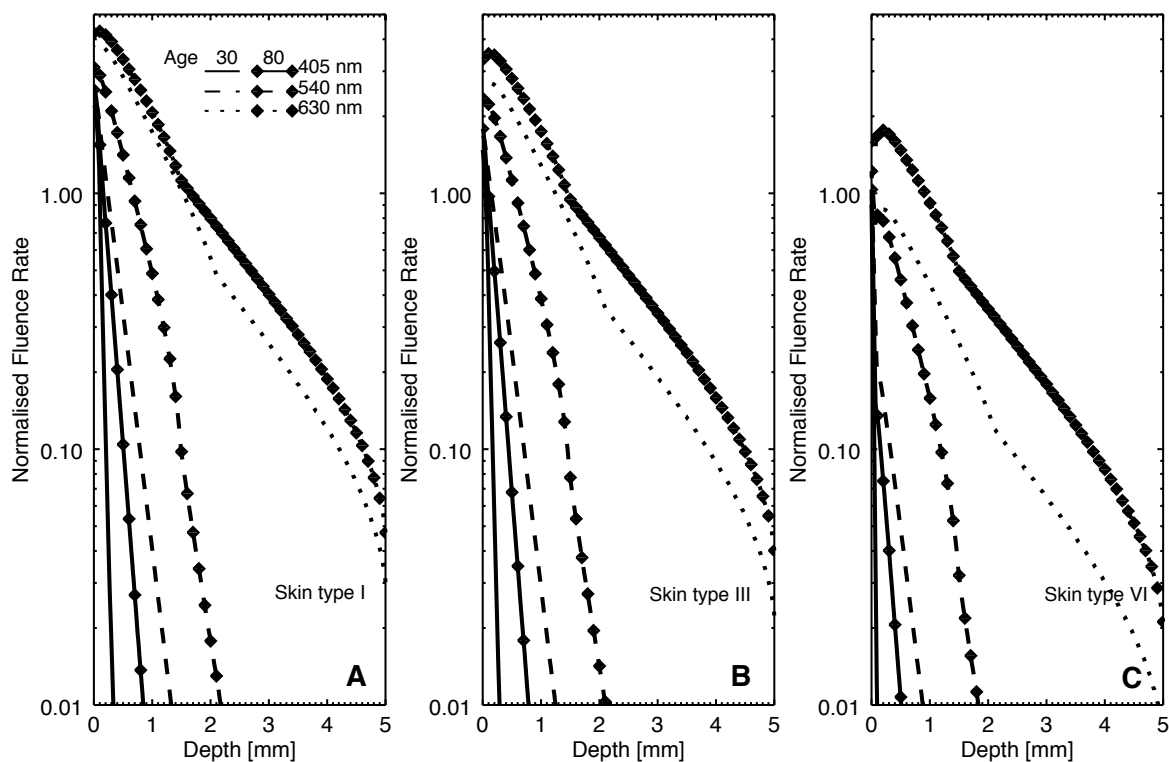 Age 30 80
405 nm
540 nm
630 nm
Normalised Fluence Rate
1.00
0.10
0.01
Skin type I
A
0 1 2 3 4 5
Depth [mm]
Normalised Fluence Rate
1.00
0.10
0.01
Skin type III
B
0 1 2 3 4 5
Depth [mm]
Normalised Fluence Rate
1.00
0.10
0.01
Skin type VI
C
0 1 2 3 4 5
Depth [mm]